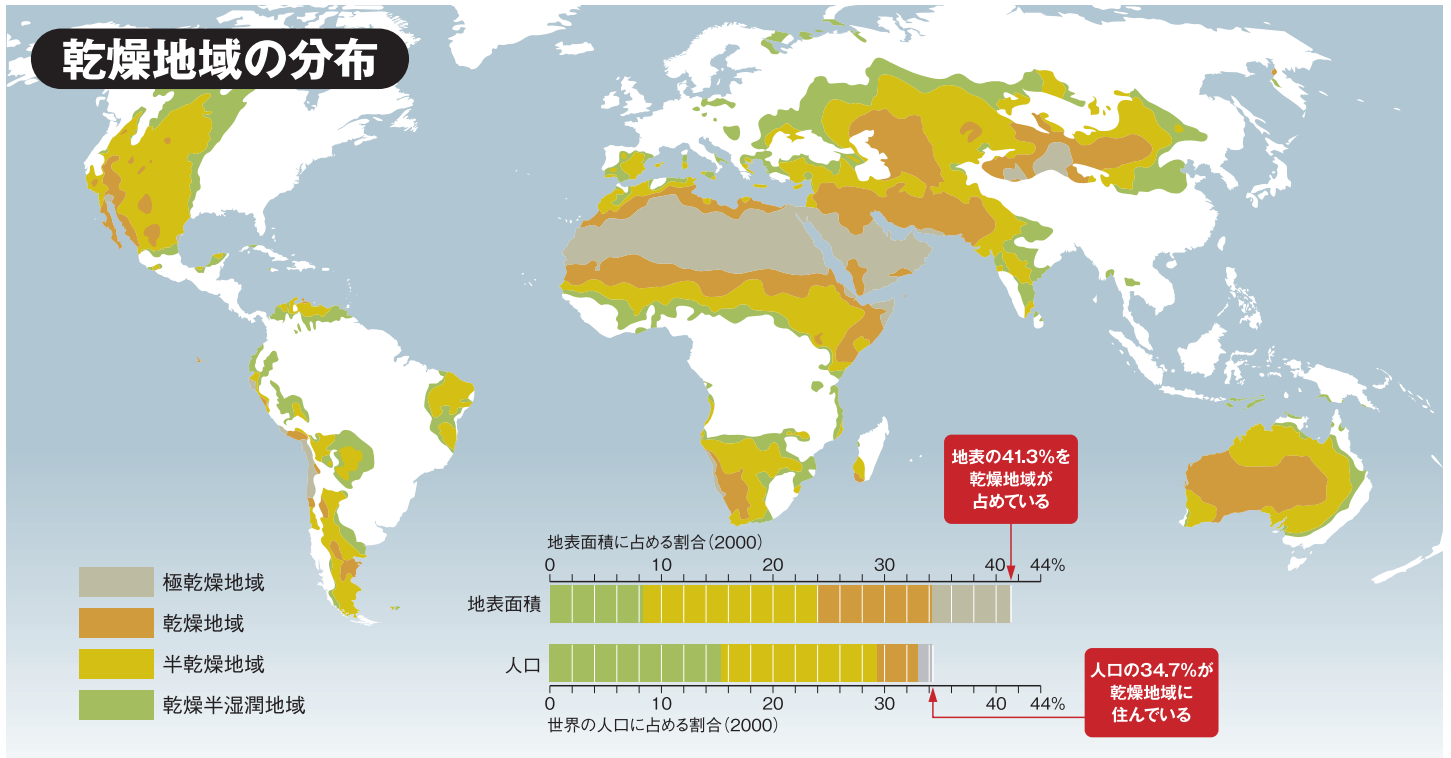 乾燥地域の分布
地表の41.3%を
乾燥地域が
占めている
地表面積に占める割合（2000）
0 10 20 30 40 44%
極乾燥地域
乾燥地域
半乾燥地域
乾燥半湿潤地域
地表面積
人口
0 10 20 30 40 44%
世界の人口に占める割合（2000）
人口の34.7%が
乾燥地域に
住んでいる